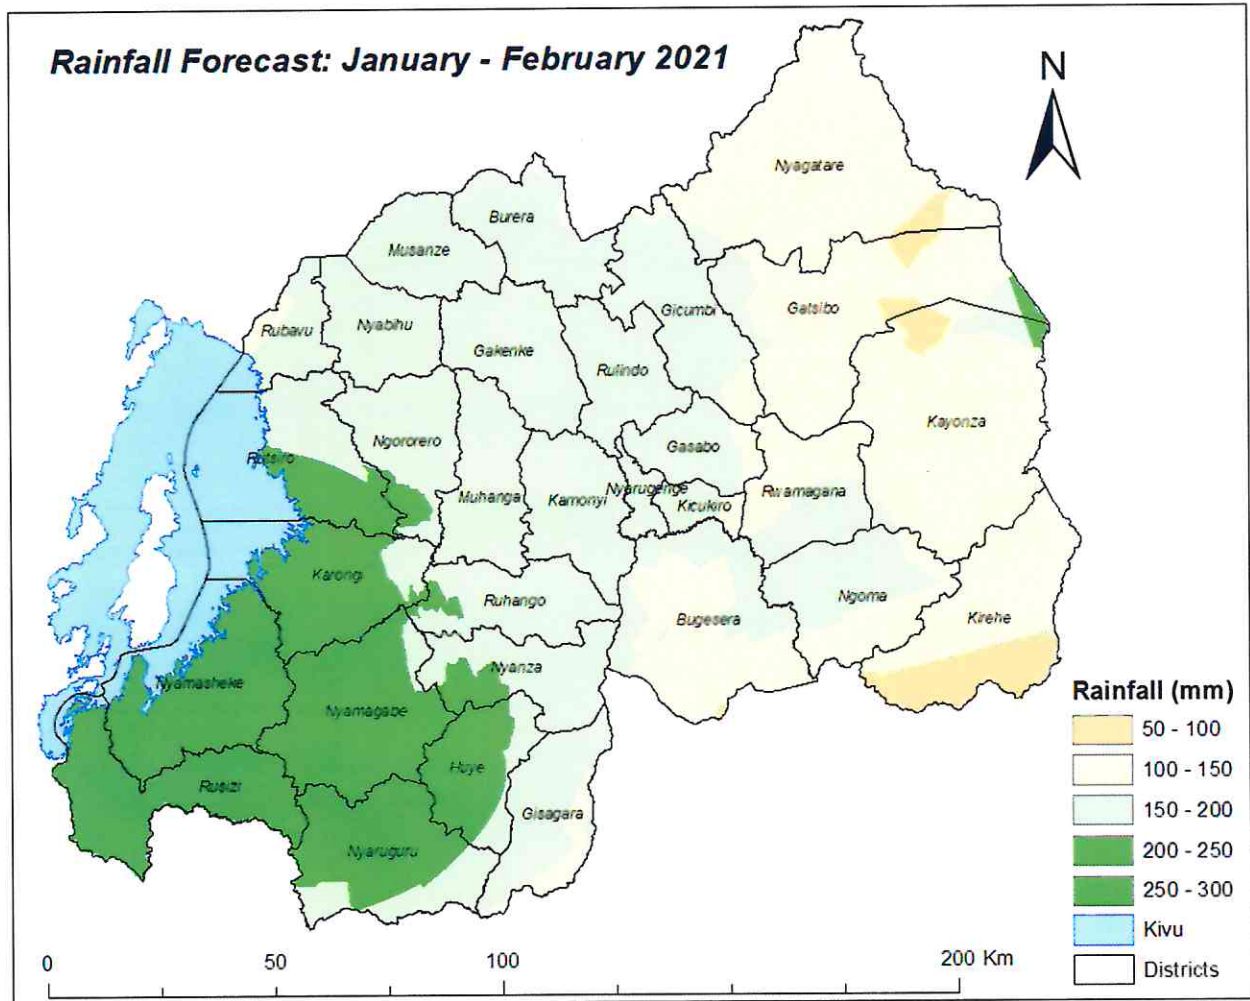 Rainfall Forecast: January - February 2021
N
Nyagatare
Burera
Musanze
Gicumbi
Gatsibo
Rubavu
Nyabihu
Gakenke
Rulindo
Kayonza
Ngororero
Gasabo
Rutsiro
Muhanga
Kamonyi
Nyarugenge
Kicukiro
Rwamagana
Karongi
Ruhango
Bugesera
Ngoma
Kirehe
Nyanza
Nyamasheke
Nyamagabe
Huye
Rusizi
Gisagara
Nyaruguru
Rainfall (mm)
50 - 100
100 - 150
150 - 200
200 - 250
250 - 300
Kivu
Districts
0 50 100 200 Km